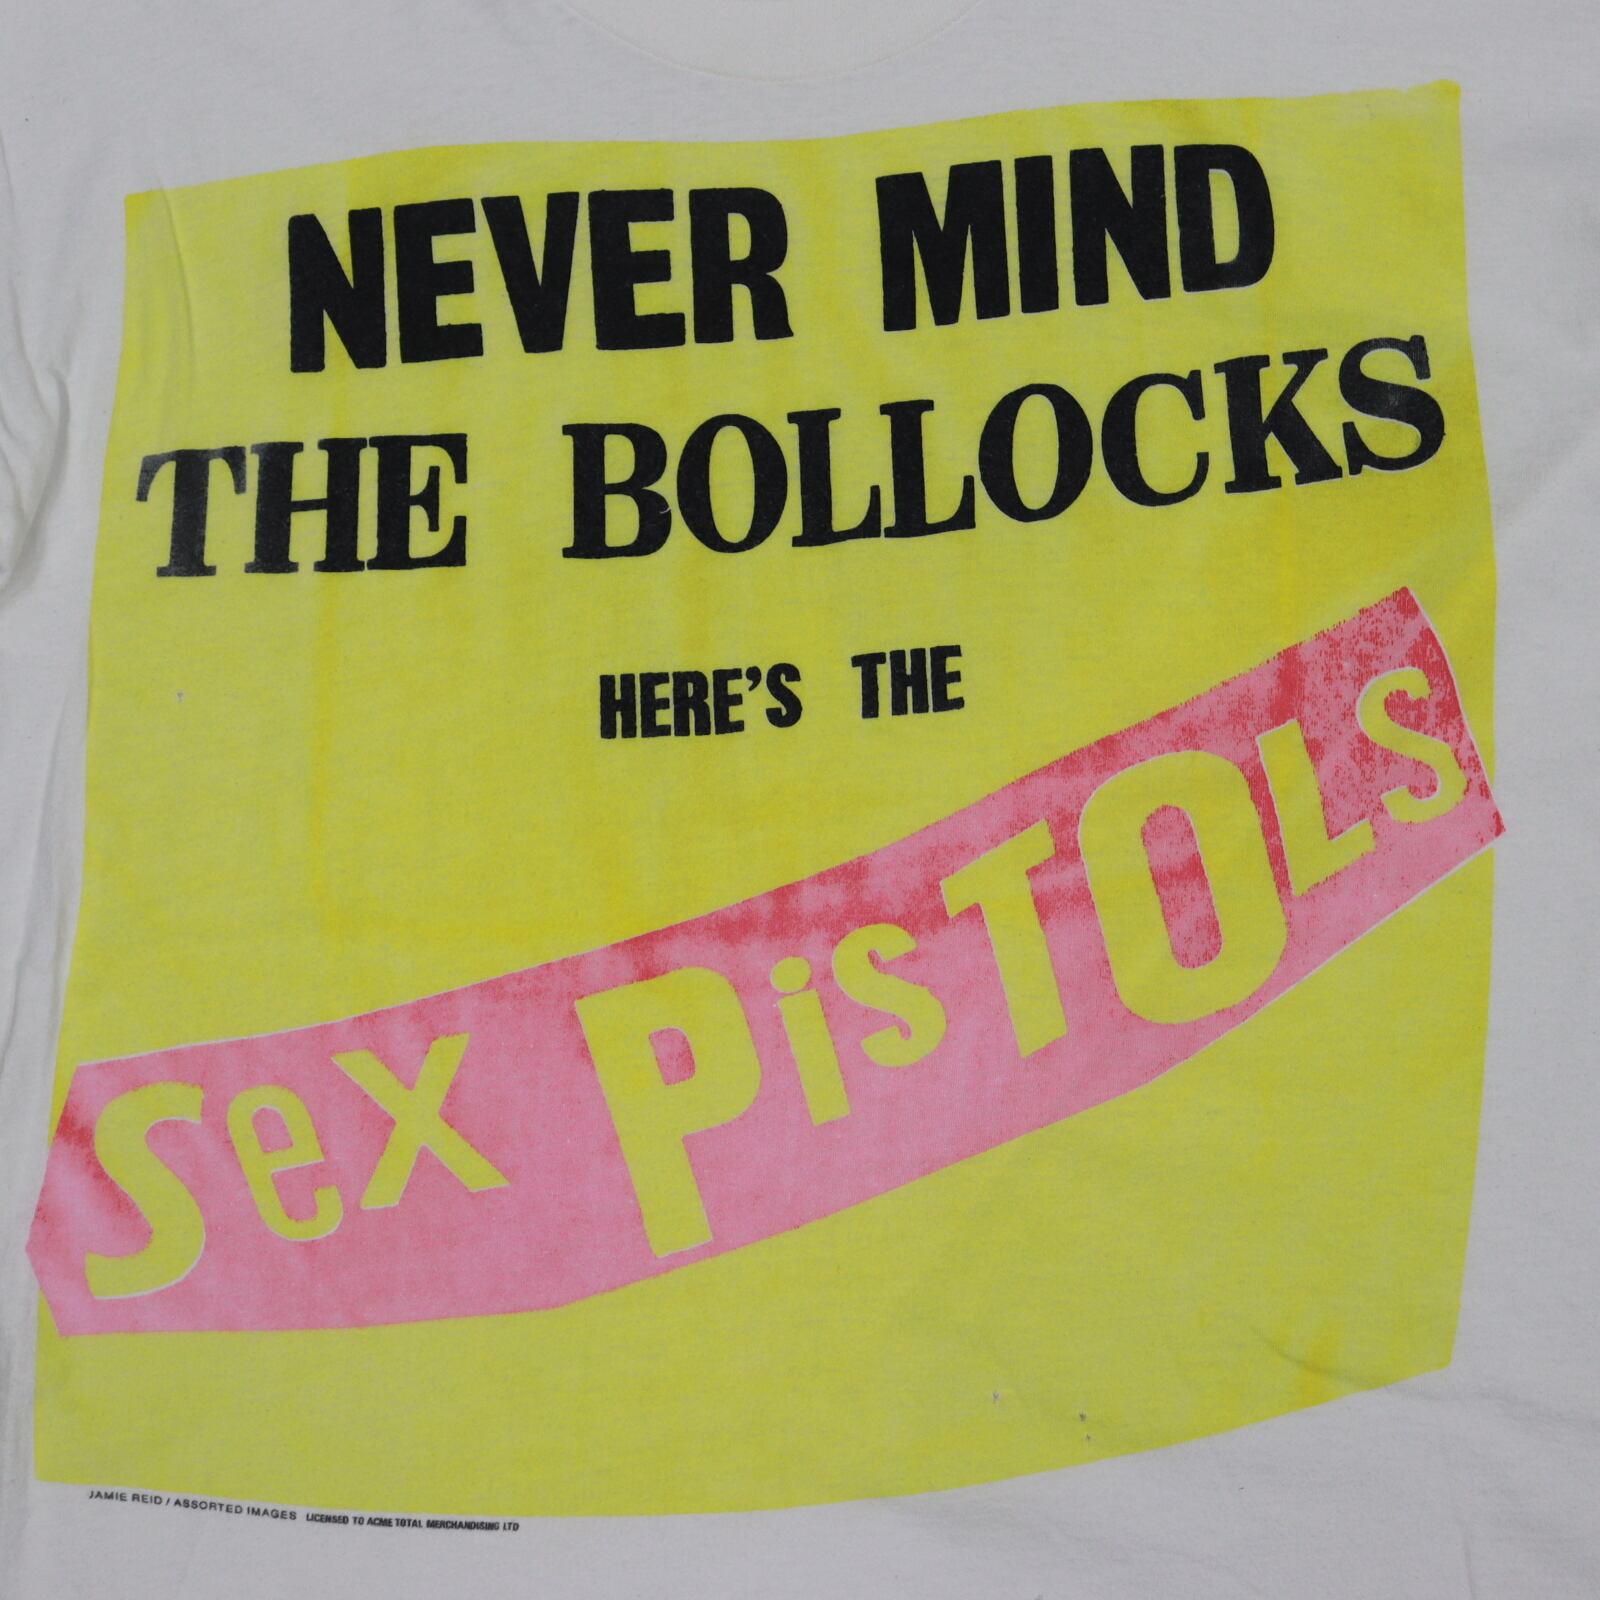 NEVER MIND
THE BOLLOCKS
HERE'S THE
SeX PisTOLS
JAMIE REID / ASSORTED IMAGES LICENSED TO ACME TOTAL MERCHANDISING LTD